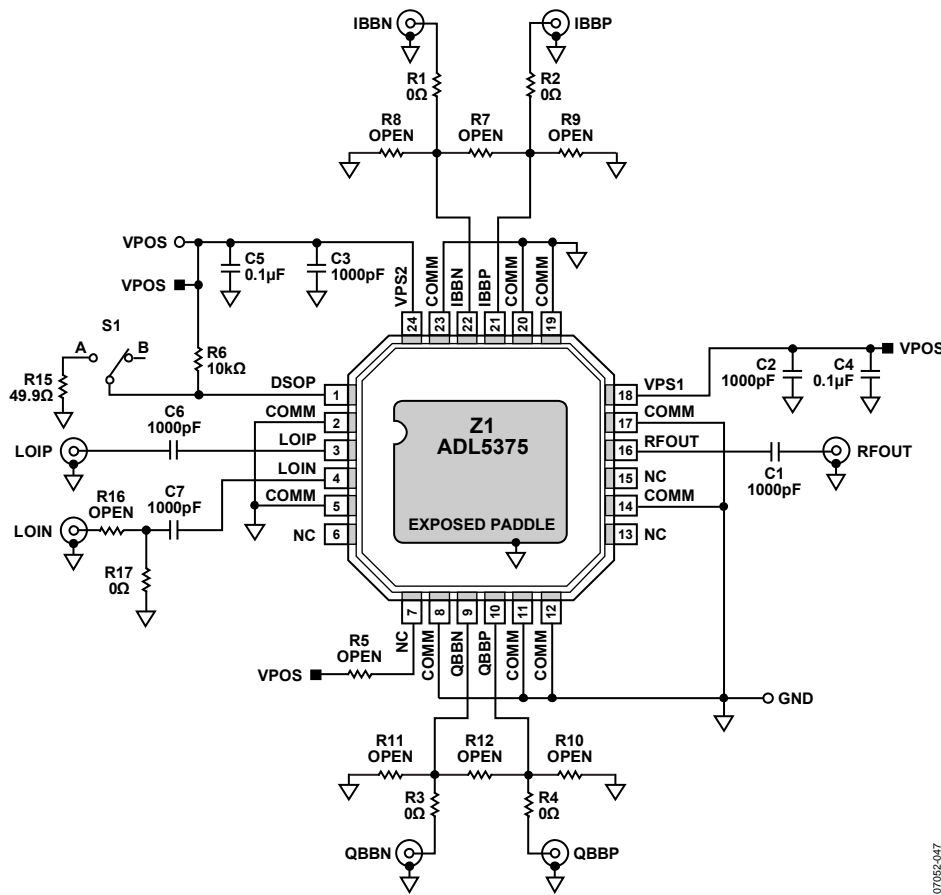 IBBN
IBBP
R1
0Ω
R2
0Ω
R8
OPEN
R7
OPEN
R9
OPEN
VPOS
C5
0.1µF
C3
1000pF
VPOS
S1
A
B
R6
10kΩ
R15
49.9Ω
VPS2
COMM
IBBN
IBBP
COMM
COMM
24
23
22
21
20
19
DSOP
1
COMM
2
C6
1000pF
LOIP
LOIP
3
LOIN
4
C7
1000pF
R16
OPEN
LOIN
COMM
5
NC
6
R17
0Ω
Z1
ADL5375
EXPOSED PADDLE
18
VPS1
C2
1000pF
C4
0.1µF
VPOS
17
COMM
16
RFOUT
RFOUT
C1
1000pF
15
NC
14
COMM
13
NC
7
8
9
10
11
12
NC
COMM
QBBN
QBBP
COMM
COMM
R5
OPEN
VPOS
GND
R11
OPEN
R12
OPEN
R10
OPEN
R3
0Ω
R4
0Ω
QBBN
QBBP
07052-047